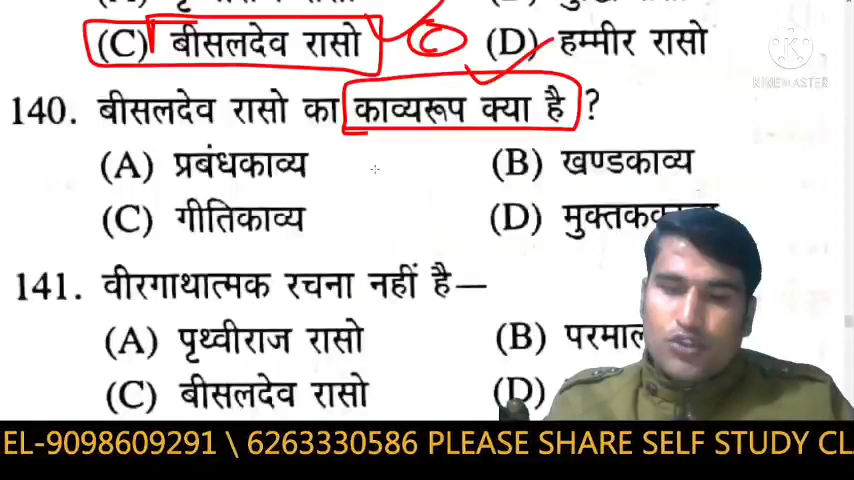 (C) बीसलदेव रासो C (D) हम्मीर रासो
140. बीसलदेव रासो का काव्यरूप क्या है ?
(A) प्रबंधकाव्य (B) खण्डकाव्य
(C) गीतिकाव्य (D)
141. वीरगाथात्मक रचना नहीं है—
(A) पृथ्वीराज रासो (B)
(C) बीसलदेव रासो (D)
KINEMASTER
EL-9098609291 \ 6263330586 PLEASE SHARE SELF STUDY CL